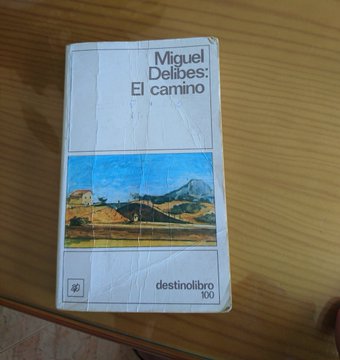 Miguel
Delibes:
El camino
destinolibro
100